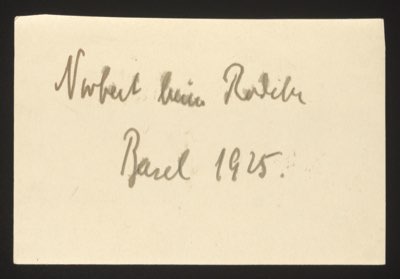 Norbert beim Rodeln
Basel 1925.